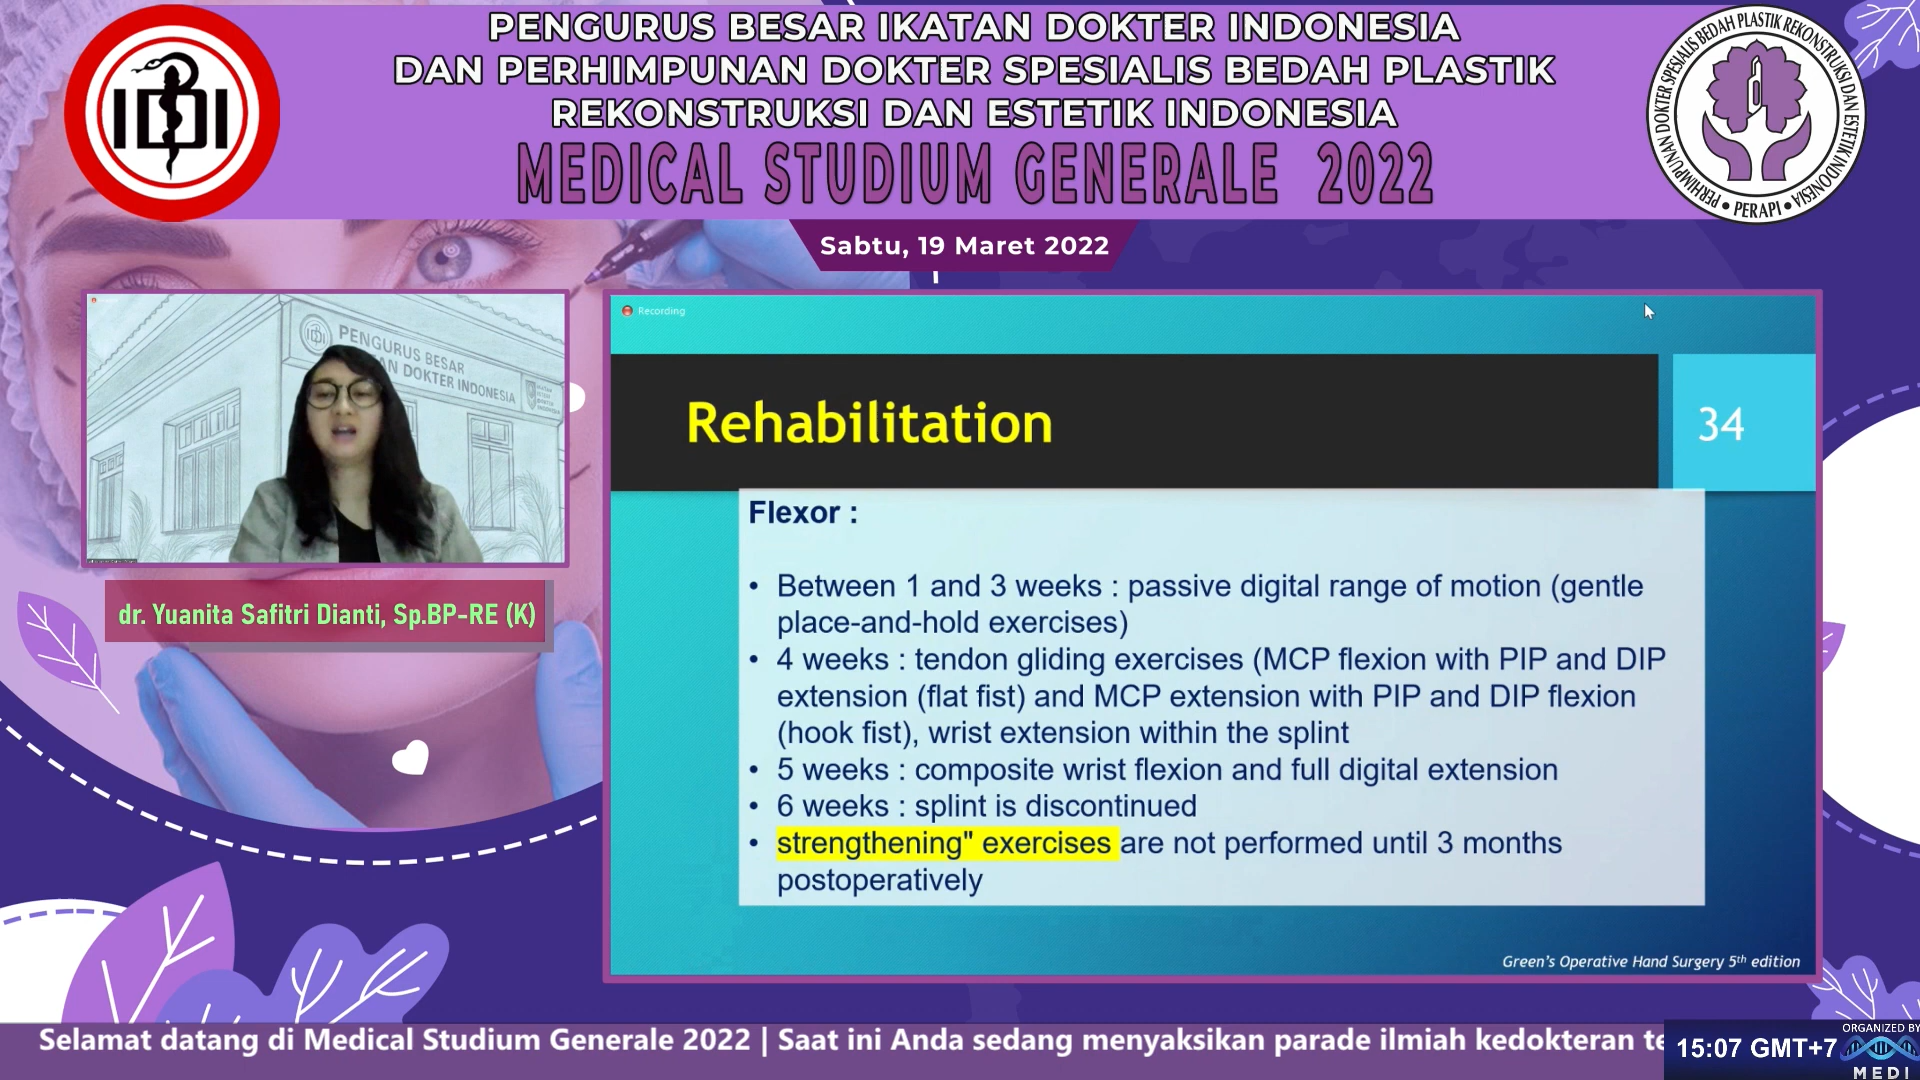 PENGURUS BESAR IKATAN DOKTER INDONESIA
DAN PERHIMPUNAN DOKTER SPESIALIS BEDAH PLASTIK
REKONSTRUKSI DAN ESTETIK INDONESIA
MEDICAL STUDIUM GENERALE 2022
IDI
PERHIMPUNAN DOKTER SPESIALIS BEDAH PLASTIK REKONSTRUKSI DAN ESTETIK INDONESIA
• PERAPI •
Sabtu, 19 Maret 2022
PENGURUS BESAR
IKATAN DOKTER INDONESIA
dr. Yuanita Safitri Dianti, Sp.BP-RE (K)
Recording
Rehabilitation
34
Flexor :
• Between 1 and 3 weeks : passive digital range of motion (gentle
place-and-hold exercises)
• 4 weeks : tendon gliding exercises (MCP flexion with PIP and DIP
extension (flat fist) and MCP extension with PIP and DIP flexion
(hook fist), wrist extension within the splint
• 5 weeks : composite wrist flexion and full digital extension
• 6 weeks : splint is discontinued
• strengthening" exercises are not performed until 3 months
postoperatively
Green's Operative Hand Surgery 5th edition
Selamat datang di Medical Studium Generale 2022 | Saat ini Anda sedang menyaksikan parade ilmiah kedokteran te
15:07 GMT+7
ORGANIZED BY
MEDI